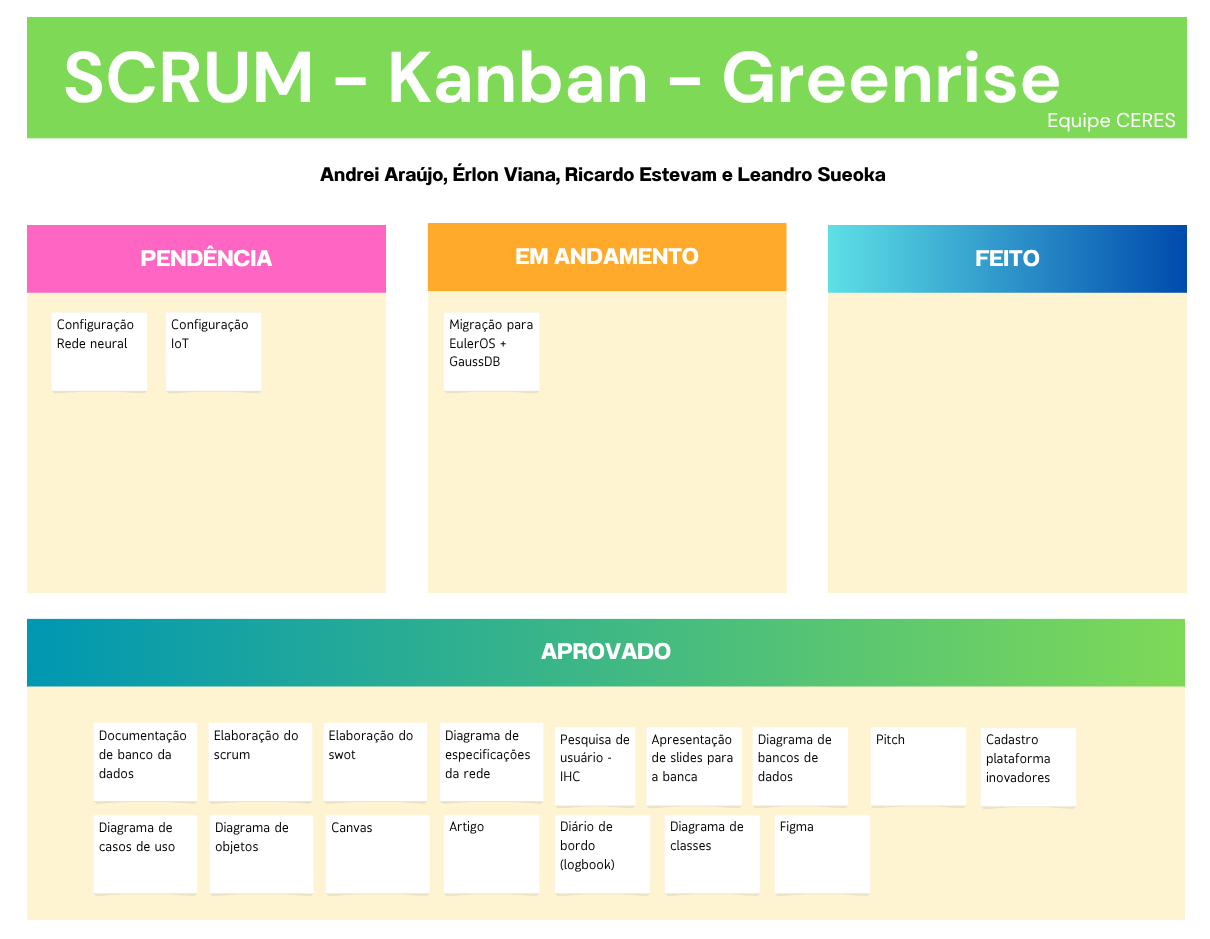 SCRUM - Kanban - Greenrise
Equipe CERES
Andrei Araújo, Érlon Viana, Ricardo Estevam e Leandro Sueoka
PENDÊNCIA
Configuração
Rede neural
Configuração
IoT
EM ANDAMENTO
Migração para
EulerOS +
GaussDB
FEITO
APROVADO
Documentação
de banco da
dados
Elaboração do
scrum
Elaboração do
swot
Diagrama de
especificações
da rede
Pesquisa de
usuário -
IHC
Apresentação
de slides para
a banca
Diagrama de
bancos de
dados
Pitch
Cadastro
plataforma
inovadores
Diagrama de
casos de uso
Diagrama de
objetos
Canvas
Artigo
Diário de
bordo
(logbook)
Diagrama de
classes
Figma